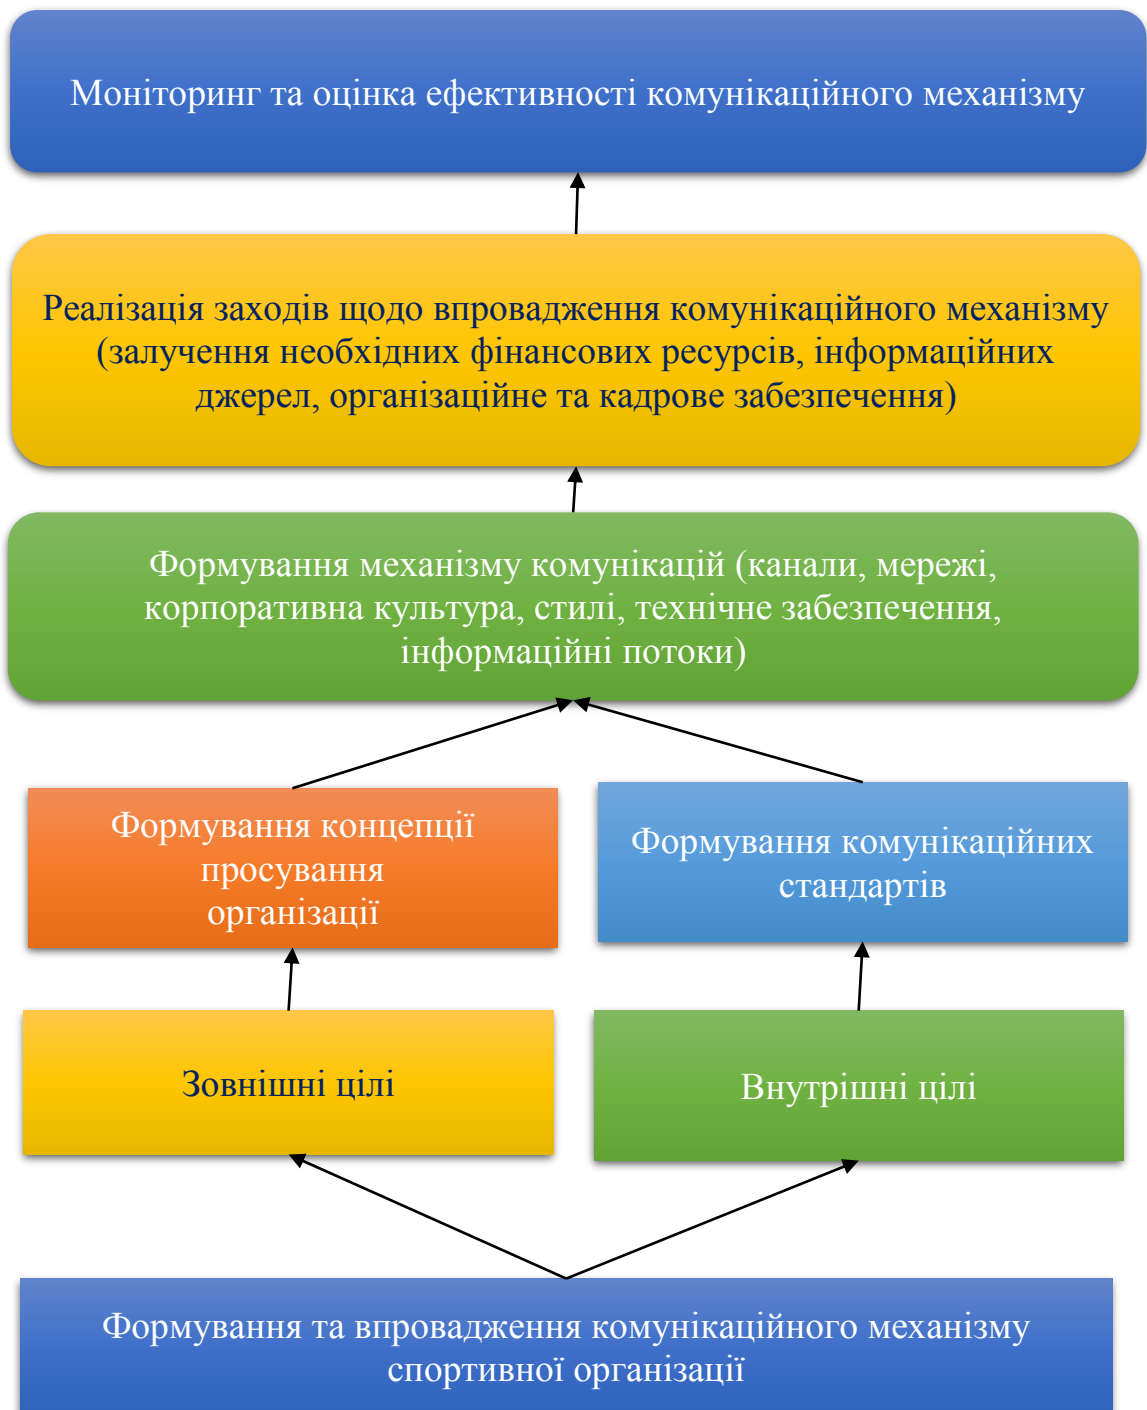 Моніторинг та оцінка ефективності комунікаційного механізму
Реалізація заходів щодо впровадження комунікаційного механізму
(залучення необхідних фінансових ресурсів, інформаційних
джерел, організаційне та кадрове забезпечення)
Формування механізму комунікацій (канали, мережі,
корпоративна культура, стилі, технічне забезпечення,
інформаційні потоки)
Формування концепції
просування
організації
Формування комунікаційних
стандартів
Зовнішні цілі
Внутрішні цілі
Формування та впровадження комунікаційного механізму
спортивної організації